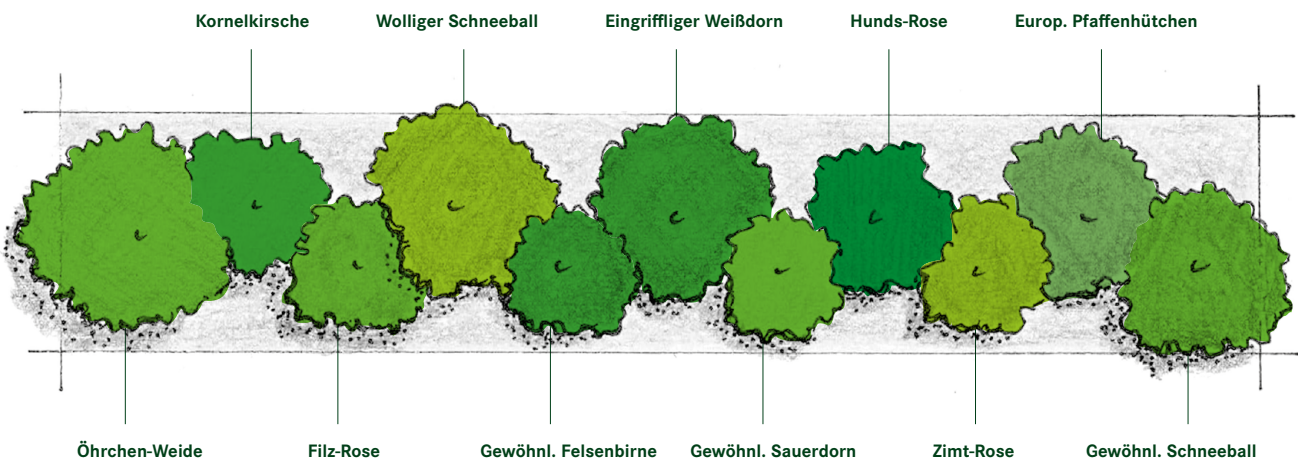 Kornelkirsche
Wolliger Schneeball
Eingriffliger Weißdorn
Hunds-Rose
Europ. Pfaffenhütchen
Öhrchen-Weide
Filz-Rose
Gewöhnl. Felsenbirne
Gewöhnl. Sauerdorn
Zimt-Rose
Gewöhnl. Schneeball